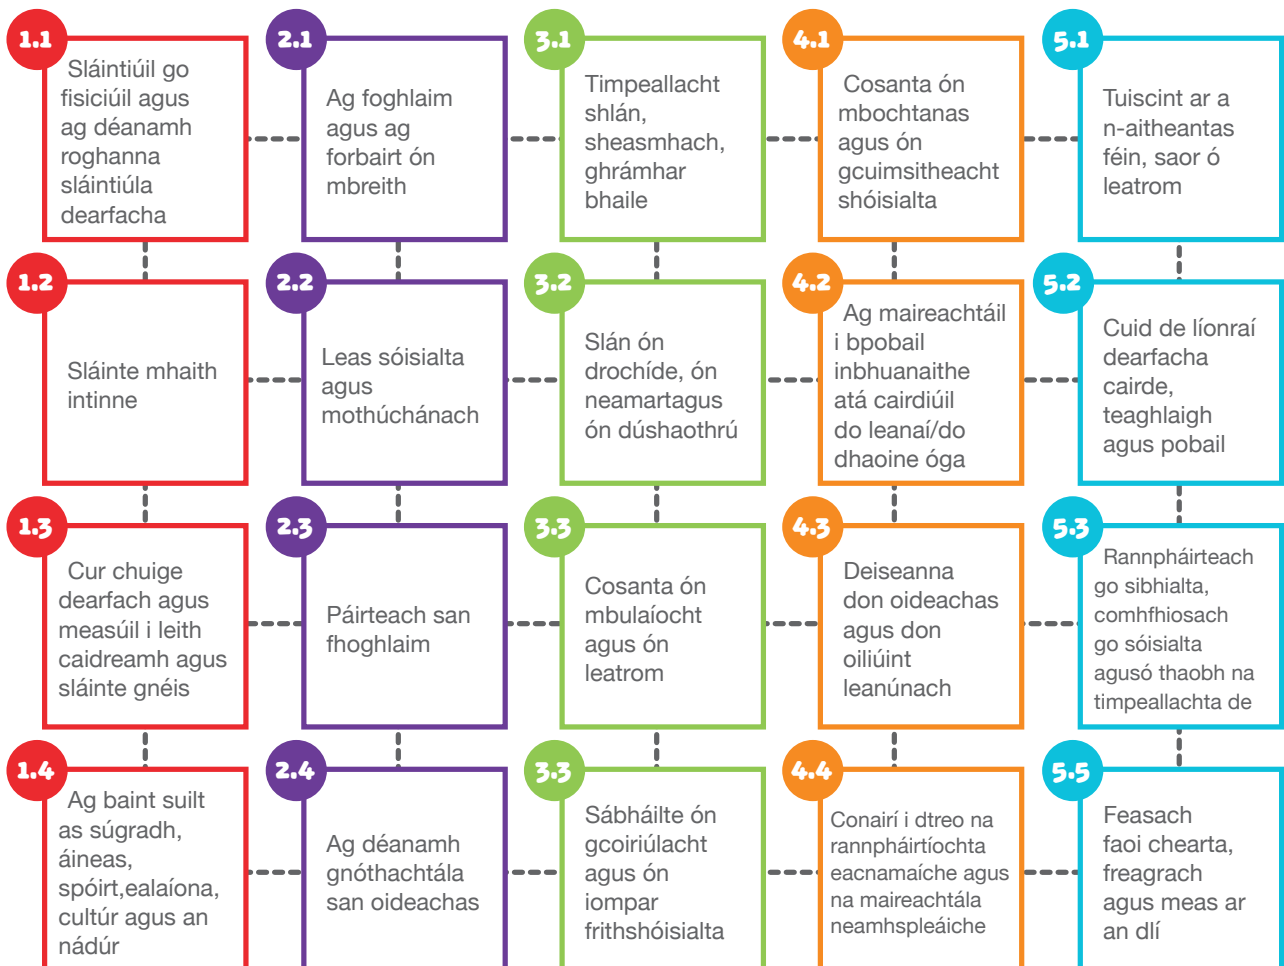 1.1
Sláintiúil go
fisiciúil agus
ag déanamh
roghanna
sláintiúla
dearfacha
2.1
Ag foghlaim
agus ag
forbairt ón
mbreith
3.1
Timpeallacht
shlán,
sheasmhach,
ghrámhar
bhaile
4.1
Cosanta ón
mbochtanas
agus ón
gcuimsitheacht
shóisialta
5.1
Tuiscint ar a
n-aitheantas
féin, saor ó
leatrom
1.2
Sláinte mhaith
intinne
2.2
Leas sóisialta
agus
mothúchánach
3.2
Slán ón
drochíde, ón
neamartagus
ón dúshaothrú
4.2
Ag maireachtáil
i bpobail
inbhuanaithe
atá cairdiúil
do leanaí/do
dhaoine óga
5.2
Cuid de líonraí
dearfacha
cairde,
teaghlaigh
agus pobail
1.3
Cur chuige
dearfach agus
measúil i leith
caidreamh agus
sláinte gnéis
2.3
Páirteach san
fhoghlaim
3.3
Cosanta ón
mbulaíocht
agus ón
leatrom
4.3
Deiseanna
don oideachas
agus don
oiliúint
leanúnach
5.3
Rannpháirteach
go sibhialta,
comhfhiosach
go sóisialta
agusó thaobh na
timpeallachta de
1.4
Ag baint suilt
as súgradh,
áineas,
spóirt,ealaíona,
cultúr agus an
nádúr
2.4
Ag déanamh
gnóthachtála
san oideachas
3.3
Sábháilte ón
gcoiriúlacht
agus ón
iompar
frithshóisialta
4.4
Conairí i dtreo na
rannpháirtíochta
eacnamaíche agus
na maireachtála
neamhspleáiche
5.5
Feasach
faoi chearta,
freagrach
agus meas ar
an dlí